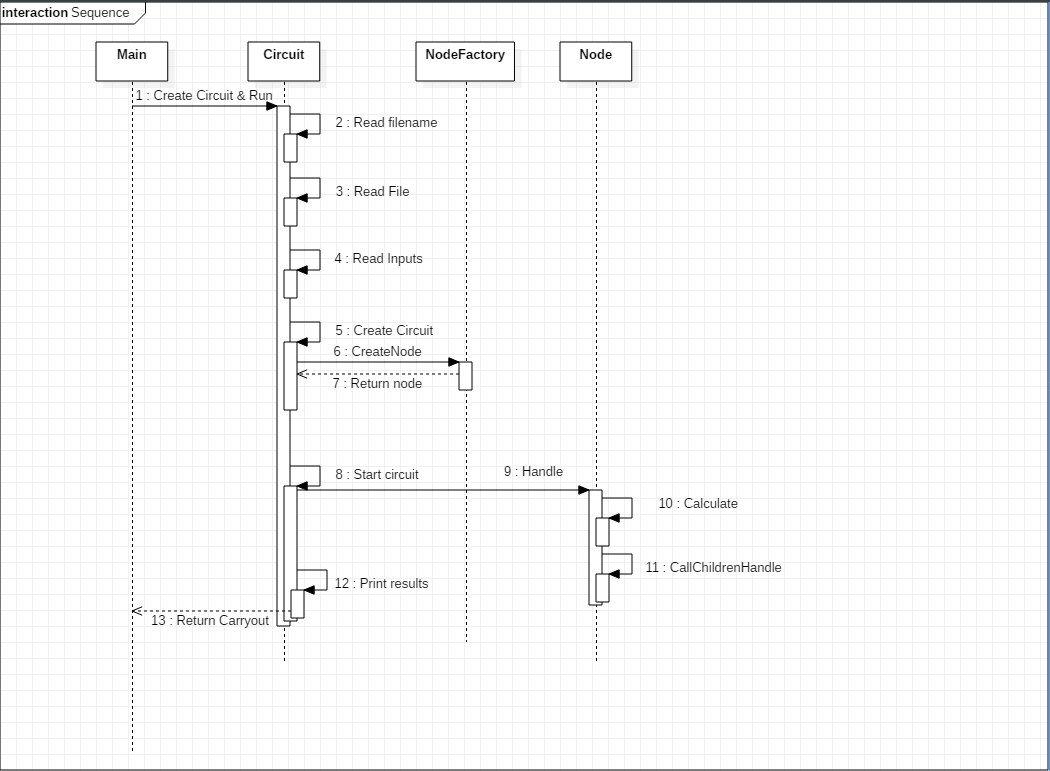 interaction Sequence
Main
Circuit
NodeFactory
Node
1 : Create Circuit & Run
2 : Read filename
3 : Read File
4 : Read Inputs
5 : Create Circuit
6 : CreateNode
7 : Return node
8 : Start circuit
9 : Handle
10 : Calculate
11 : CallChildrenHandle
12 : Print results
13 : Return Carryout